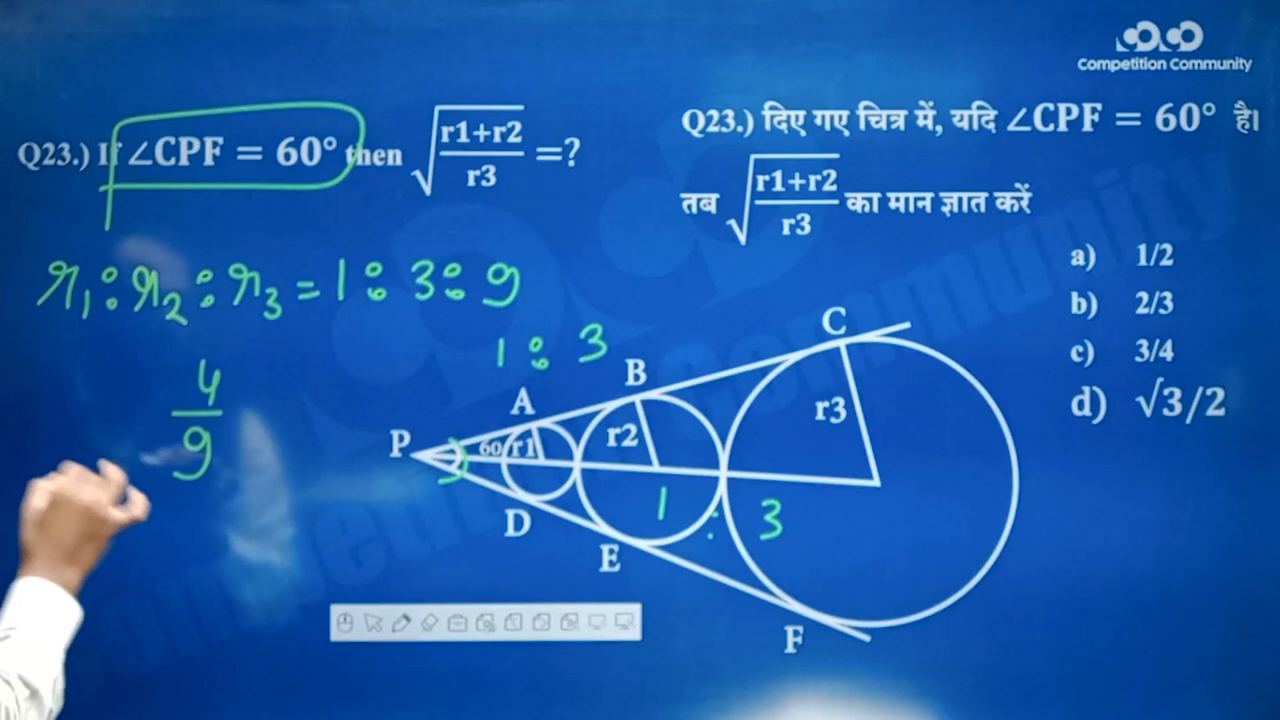 Competition Community
Q23.) If ∠CPF = 60° then √((r1+r2)/r3) =?
Q23.) दिए गए चित्र में, यदि ∠CPF = 60° है।
तब √((r1+r2)/r3) का मान ज्ञात करें
a) 1/2
b) 2/3
c) 3/4
d) √3/2
r₁ : r₂ : r₃ = 1 : 3 : 9
4/9
1 : 3
C
B
A
r3
P
60
r1
r2
1 : 3
D
E
F
Competition Community